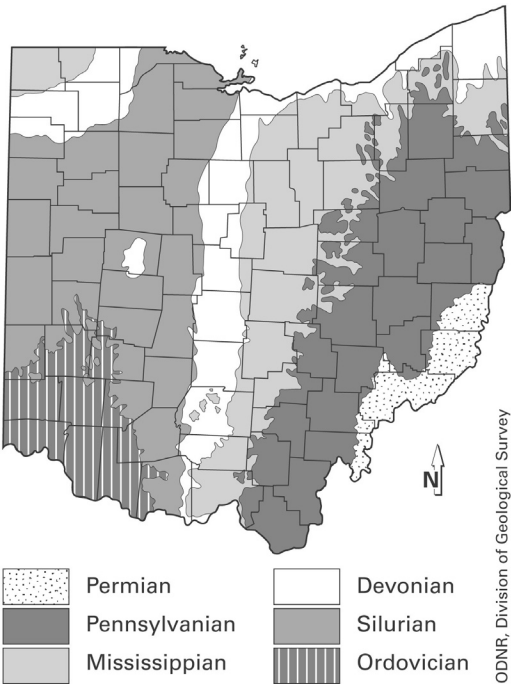 N
Permian
Pennsylvanian
Mississippian
Devonian
Silurian
Ordovician
ODNR, Division of Geological Survey